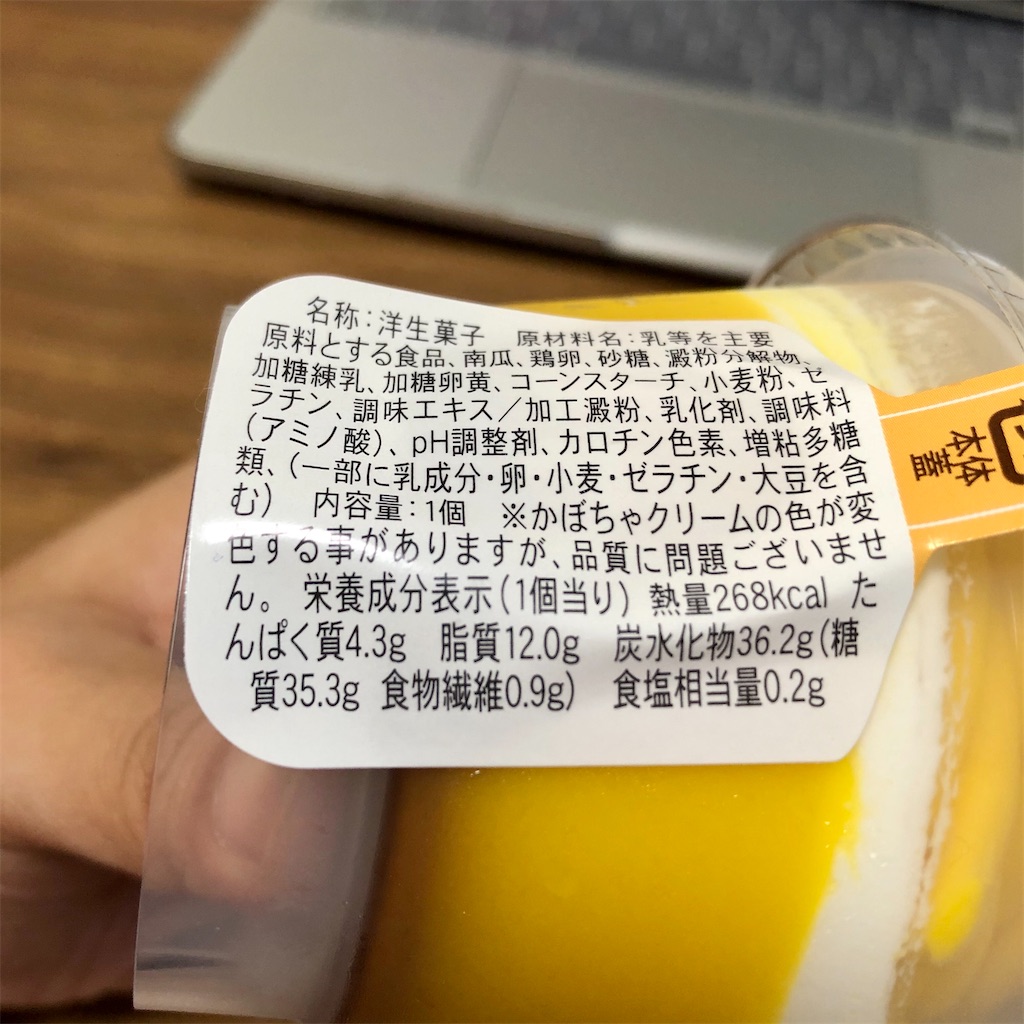 名称：洋生菓子　原材料名：乳等を主要
原料とする食品、南瓜、鶏卵、砂糖、澱粉分解物、
加糖練乳、加糖卵黄、コーンスターチ、小麦粉、ゼ
ラチン、調味エキス／加工澱粉、乳化剤、調味料
（アミノ酸）、pH調整剤、カロチン色素、増粘多糖
類、（一部に乳成分・卵・小麦・ゼラチン・大豆を含
む）　内容量：1個　※かぼちゃクリームの色が変
色する事がありますが、品質に問題ございませ
ん。 栄養成分表示（1個当り） 熱量268kcal た
んぱく質4.3g　脂質12.0g　炭水化物36.2g（糖
質35.3g 食物繊維0.9g）　食塩相当量0.2g
本体
蓋